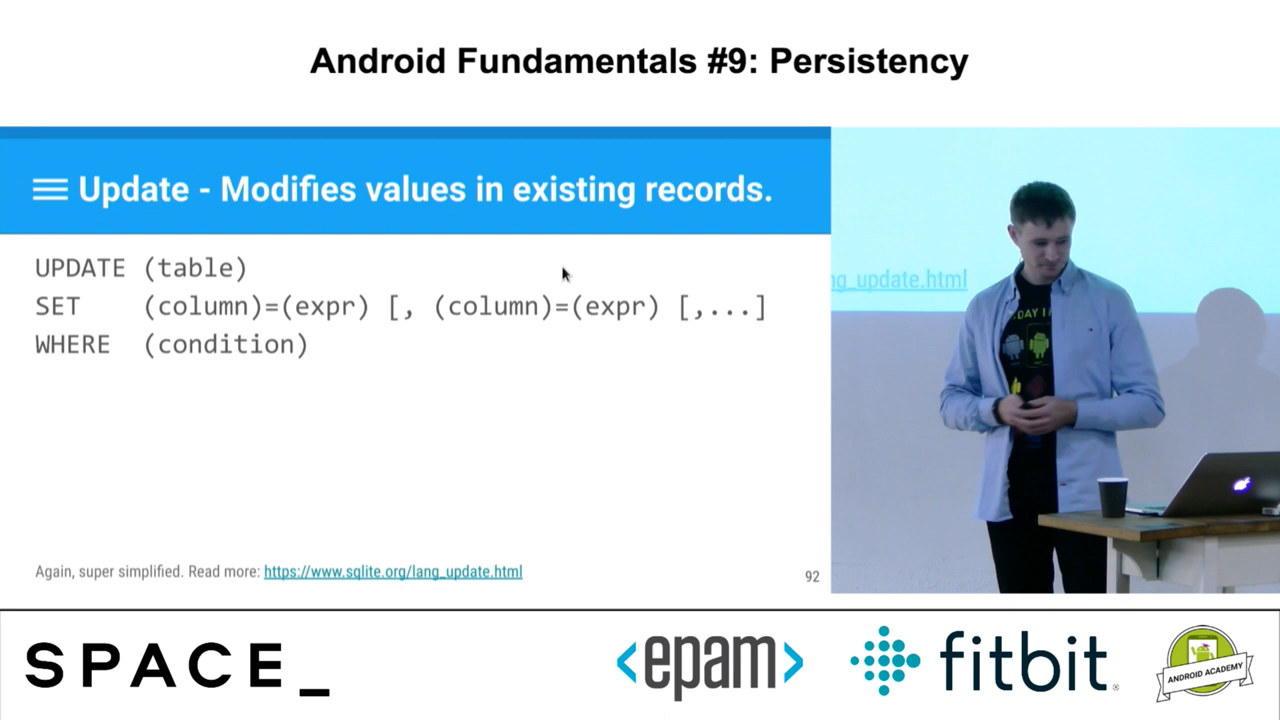 Android Fundamentals #9: Persistency
Update - Modifies values in existing records.
UPDATE (table)
SET (column)=(expr) [, (column)=(expr) [,...]
WHERE (condition)
Again, super simplified. Read more: https://www.sqlite.org/lang_update.html
92
ng_update.html
DAY I
SPACE_
<epam>
fitbit®
ANDROID ACADEMY